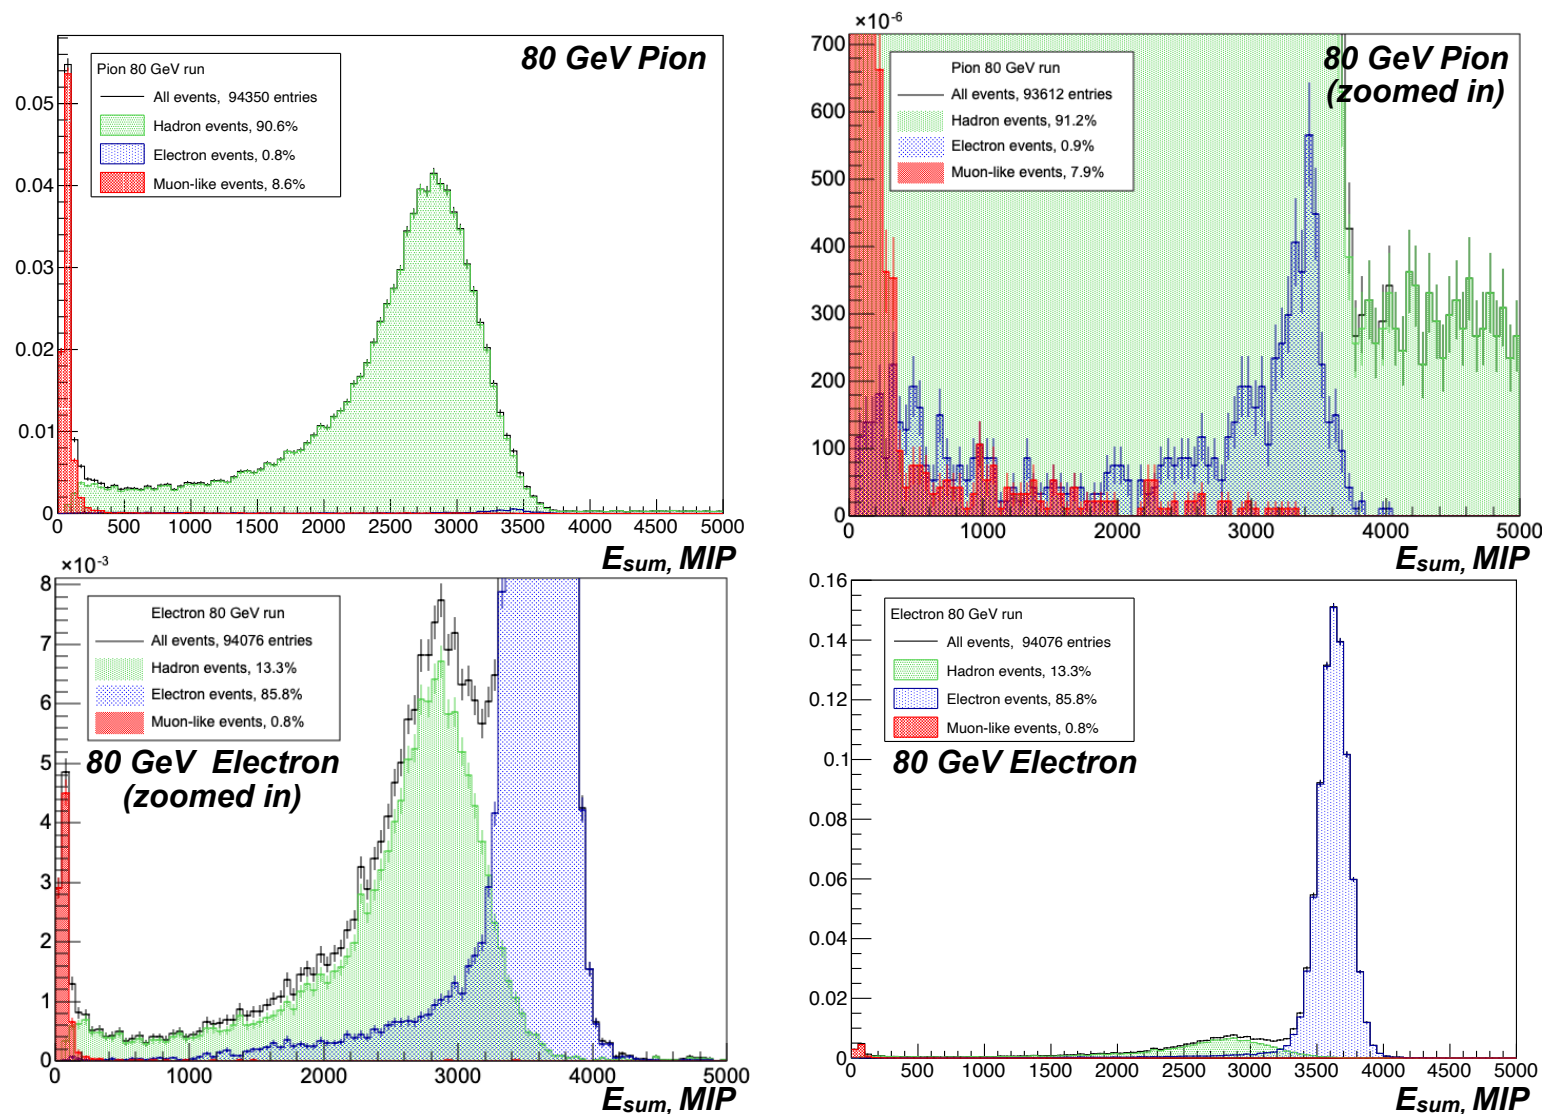 80 GeV Pion
Pion 80 GeV run
All events, 94350 entries
Hadron events, 90.6%
Electron events, 0.8%
Muon-like events, 8.6%
0.05
0.04
0.03
0.02
0.01
0
0 500 1000 1500 2000 2500 3000 3500 4000 4500 5000
Esum, MIP
×10-6
80 GeV Pion
(zoomed in)
Pion 80 GeV run
All events, 93612 entries
Hadron events, 91.2%
Electron events, 0.9%
Muon-like events, 7.9%
700
600
500
400
300
200
100
0
0 1000 2000 3000 4000 5000
Esum, MIP
×10-3
Electron 80 GeV run
All events, 94076 entries
Hadron events, 13.3%
Electron events, 85.8%
Muon-like events, 0.8%
80 GeV Electron
(zoomed in)
8
7
6
5
4
3
2
1
0
0 1000 2000 3000 4000 5000
Esum, MIP
Electron 80 GeV run
All events, 94076 entries
Hadron events, 13.3%
Electron events, 85.8%
Muon-like events, 0.8%
80 GeV Electron
0.16
0.14
0.12
0.1
0.08
0.06
0.04
0.02
0
0 500 1000 1500 2000 2500 3000 3500 4000 4500 5000
Esum, MIP